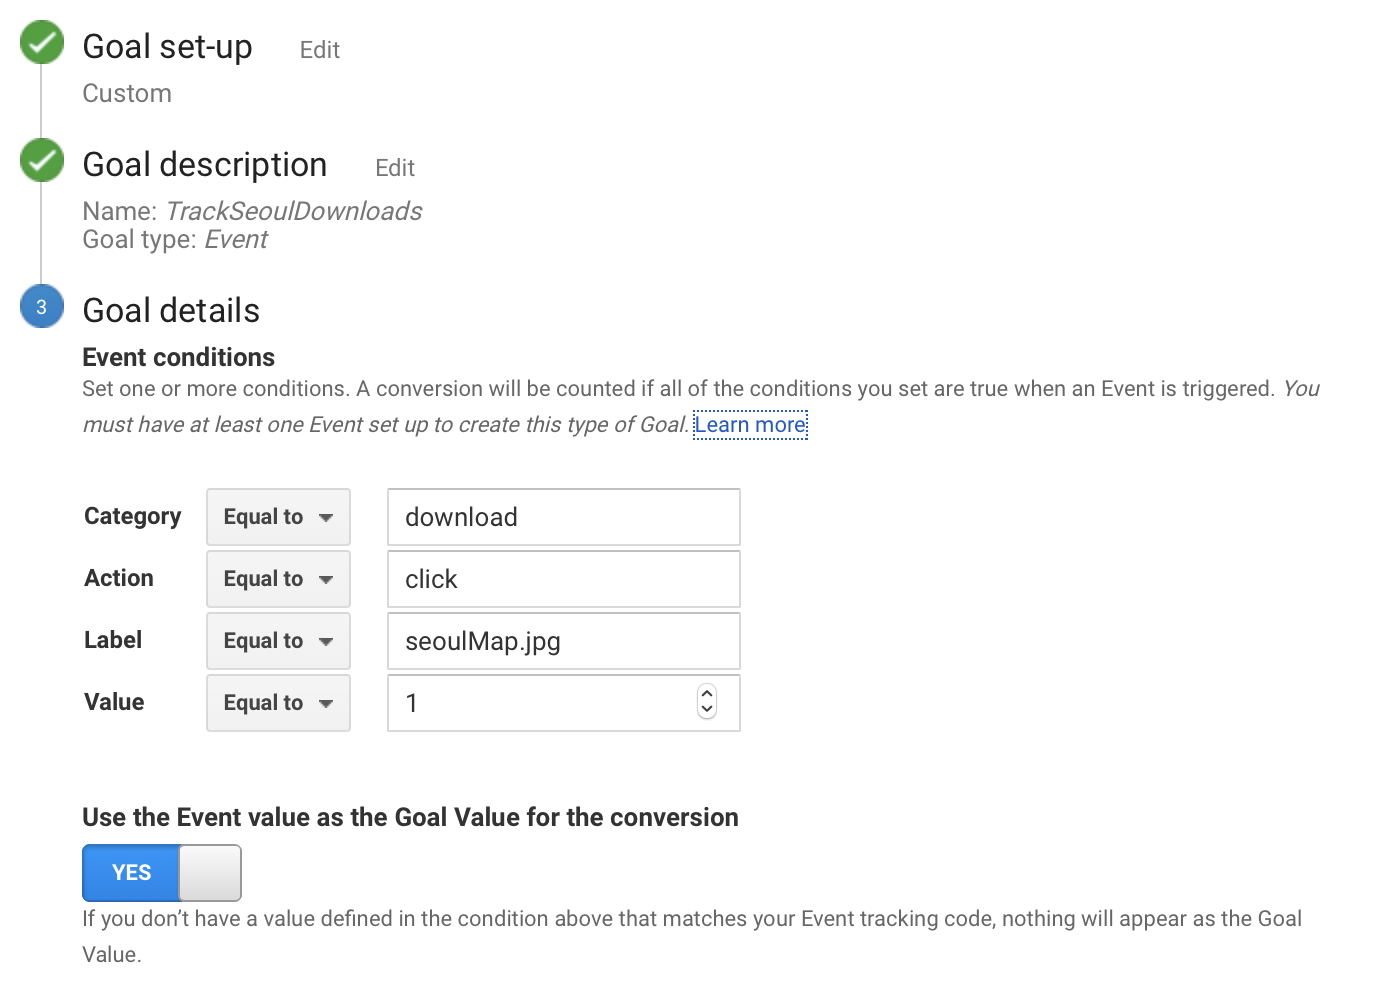 Goal set-up Edit
Custom
Goal description Edit
Name: TrackSeoulDownloads
Goal type: Event
3 Goal details
Event conditions
Set one or more conditions. A conversion will be counted if all of the conditions you set are true when an Event is triggered. You
must have at least one Event set up to create this type of Goal. Learn more
Category Equal to download
Action Equal to click
Label Equal to seoulMap.jpg
Value Equal to 1
Use the Event value as the Goal Value for the conversion
YES
If you don’t have a value defined in the condition above that matches your Event tracking code, nothing will appear as the Goal
Value.